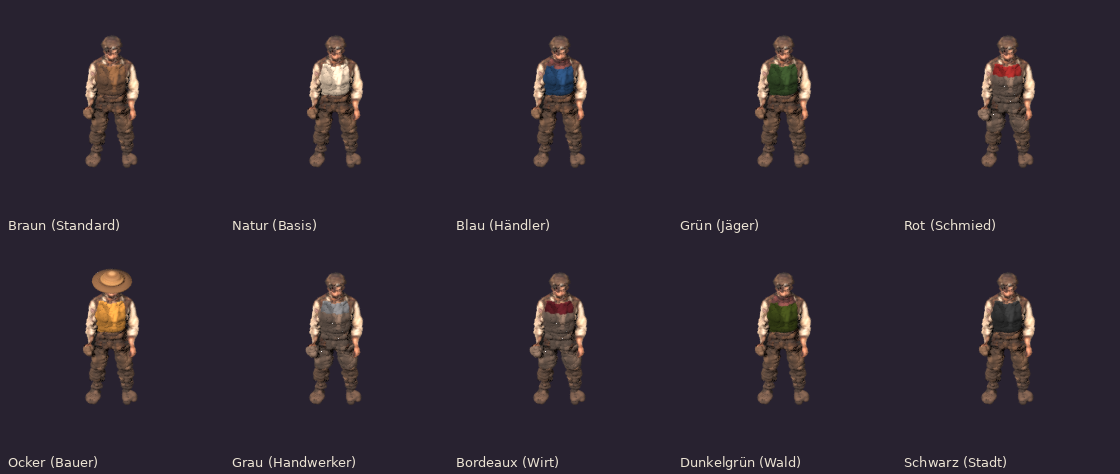 Braun (Standard)
Natur (Basis)
Blau (Händler)
Grün (Jäger)
Rot (Schmied)
Ocker (Bauer)
Grau (Handwerker)
Bordeaux (Wirt)
Dunkelgrün (Wald)
Schwarz (Stadt)